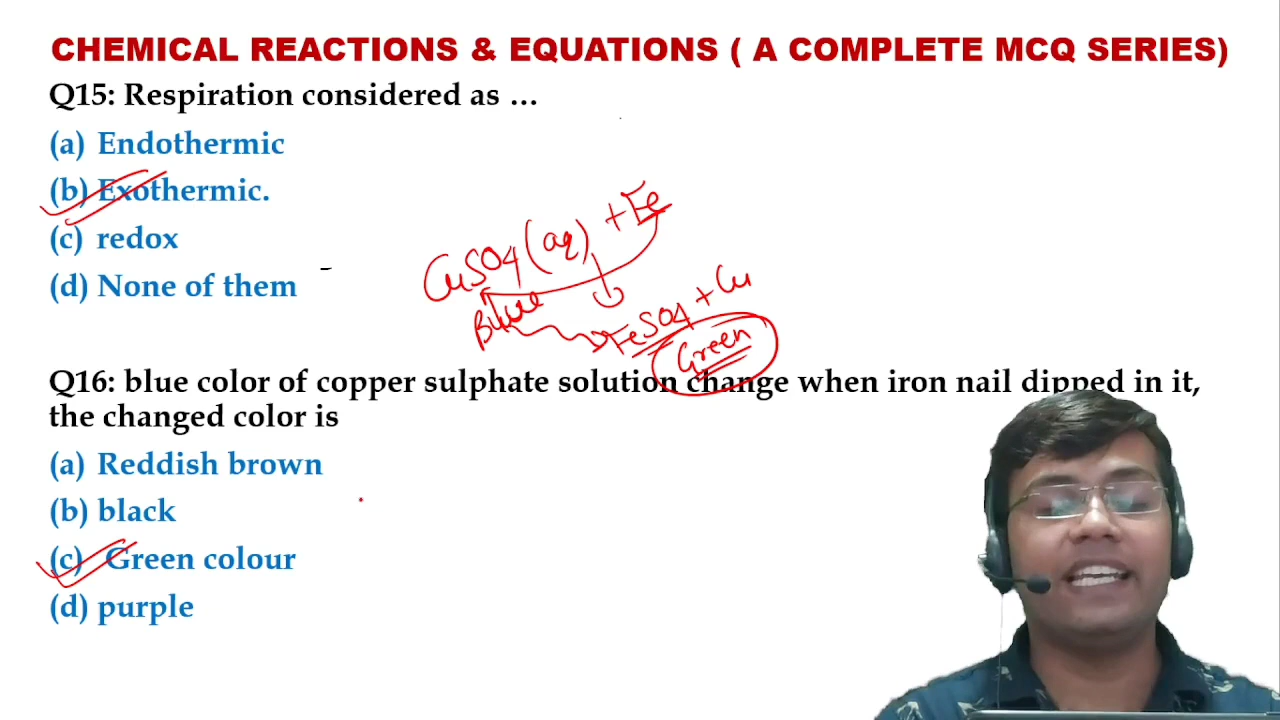 CHEMICAL REACTIONS & EQUATIONS ( A COMPLETE MCQ SERIES)
Q15: Respiration considered as ...
(a) Endothermic
(b) Exothermic.
(c) redox
(d) None of them
CuSO4 (aq) + Fe
Blue
FeSO4 + Cu
Green
Q16: blue color of copper sulphate solution change when iron nail dipped in it,
the changed color is
(a) Reddish brown
(b) black
(c) Green colour
(d) purple